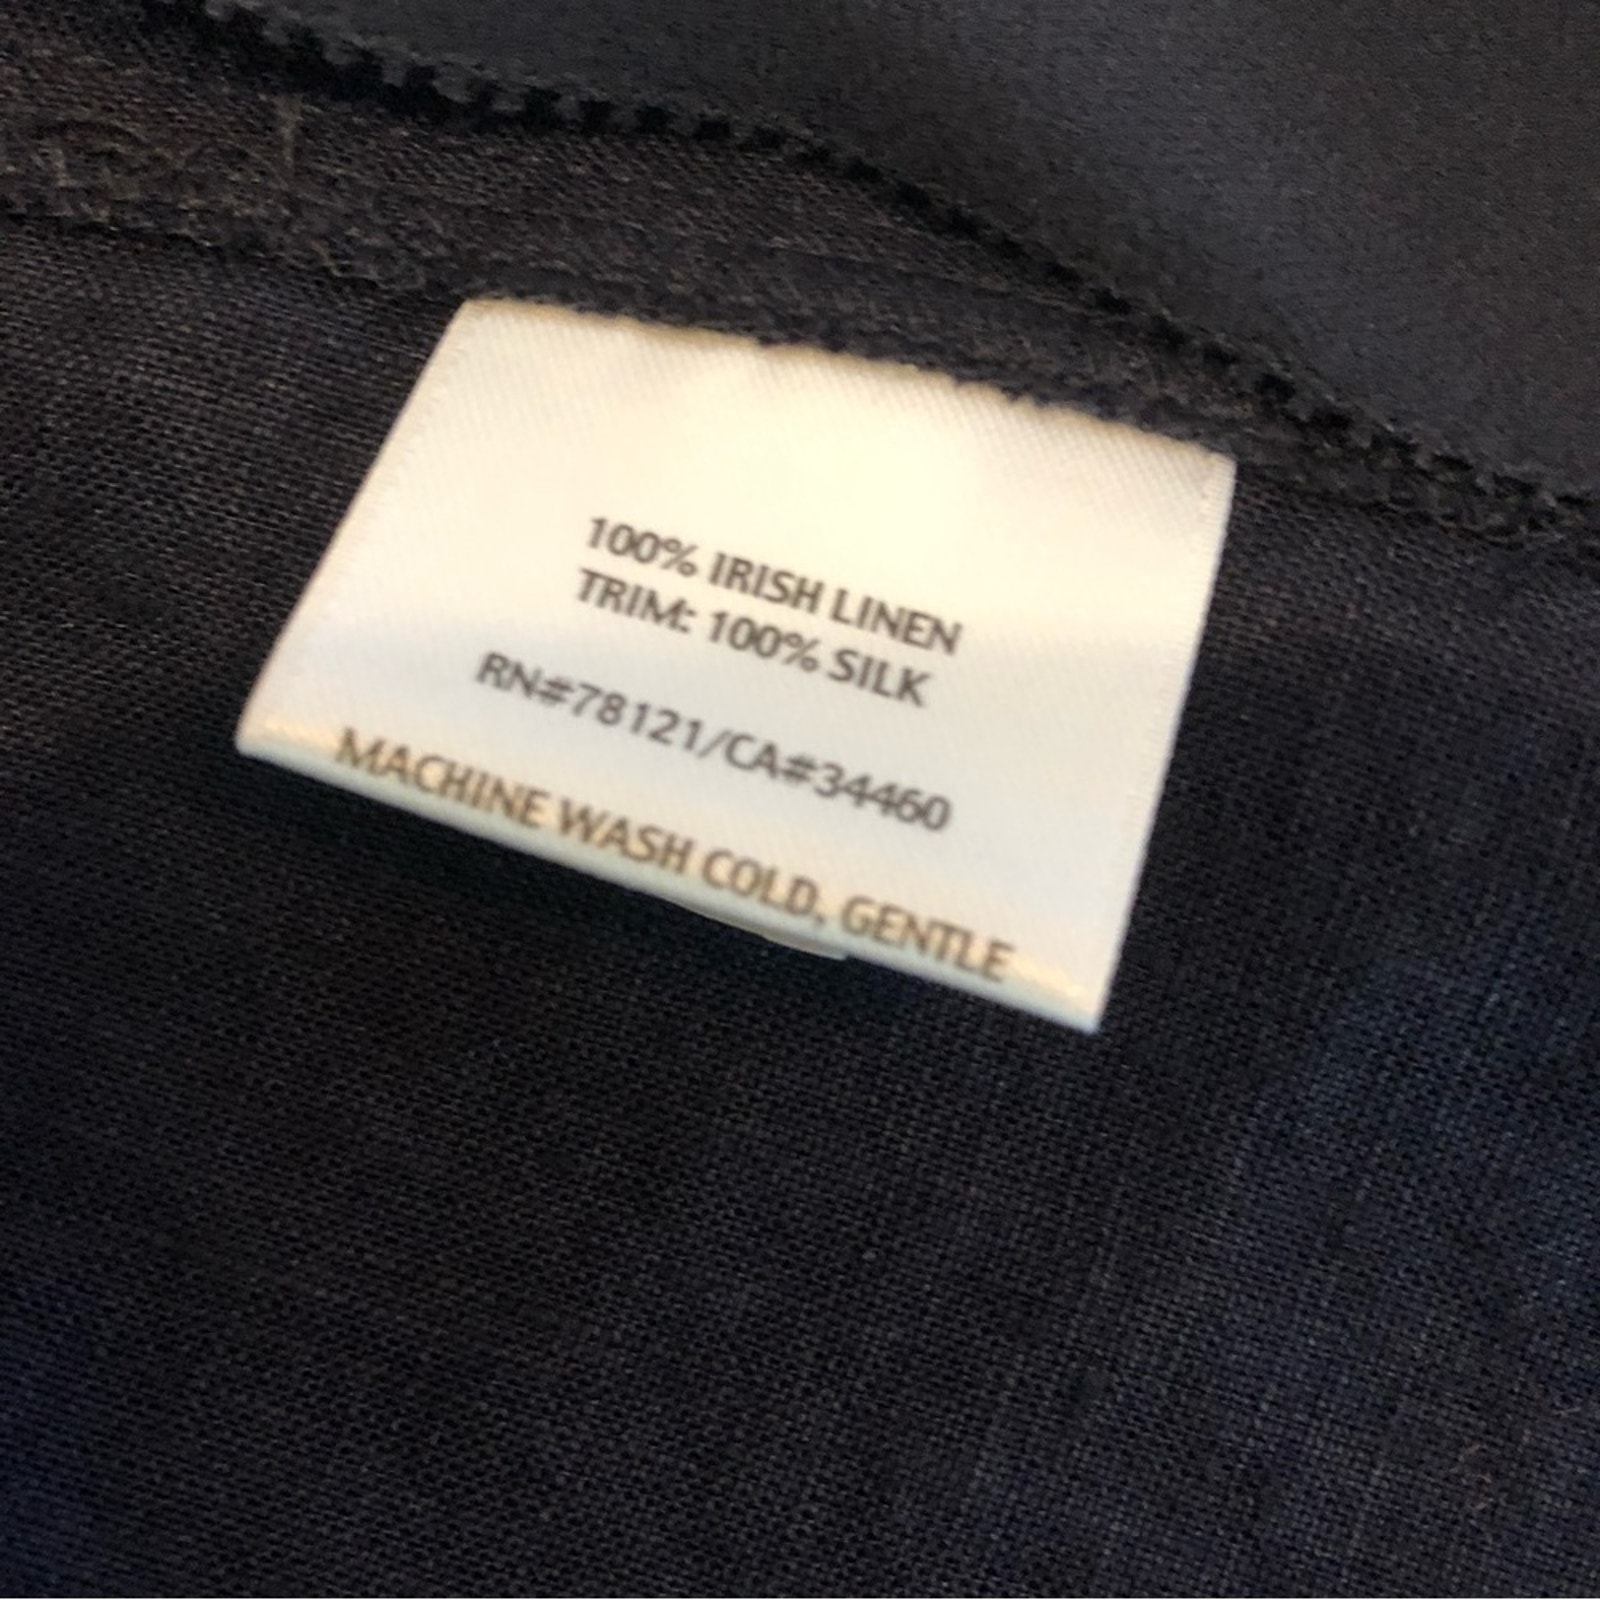 100% IRISH LINEN
TRIM: 100% SILK
RN#78121/CA#34460
MACHINE WASH COLD, GENTLE